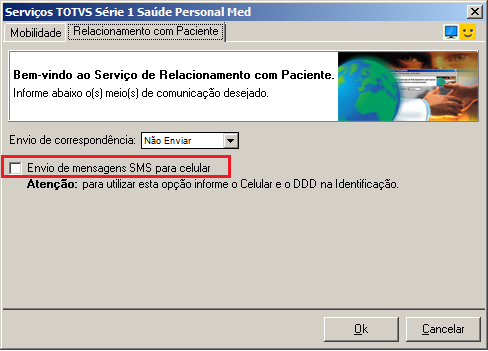 Serviços TOTVS Série 1 Saúde Personal Med
Mobilidade
Relacionamento com Paciente
Bem-vindo ao Serviço de Relacionamento com Paciente.
Informe abaixo o(s) meio(s) de comunicação desejado.
Envio de correspondência: Não Enviar
Envio de mensagens SMS para celular
Atenção: para utilizar esta opção informe o Celular e o DDD na Identificação.
Ok
Cancelar